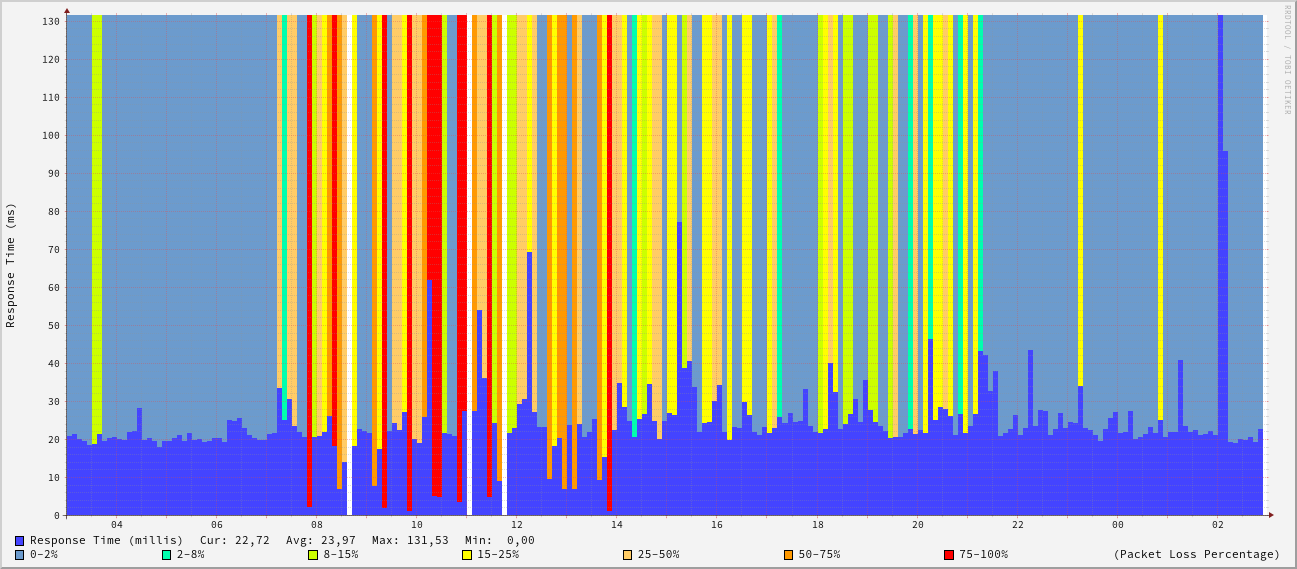 RRDTOOL / TOBI OETIKER
Response Time (ms)
130
120
110
100
90
80
70
60
50
40
30
20
10
0
04 06 08 10 12 14 16 18 20 22 00 02
Response Time (millis) Cur: 22,72 Avg: 23,97 Max: 131,53 Min: 0,00
0-2% 2-8% 8-15% 15-25% 25-50% 50-75% 75-100% (Packet Loss Percentage)